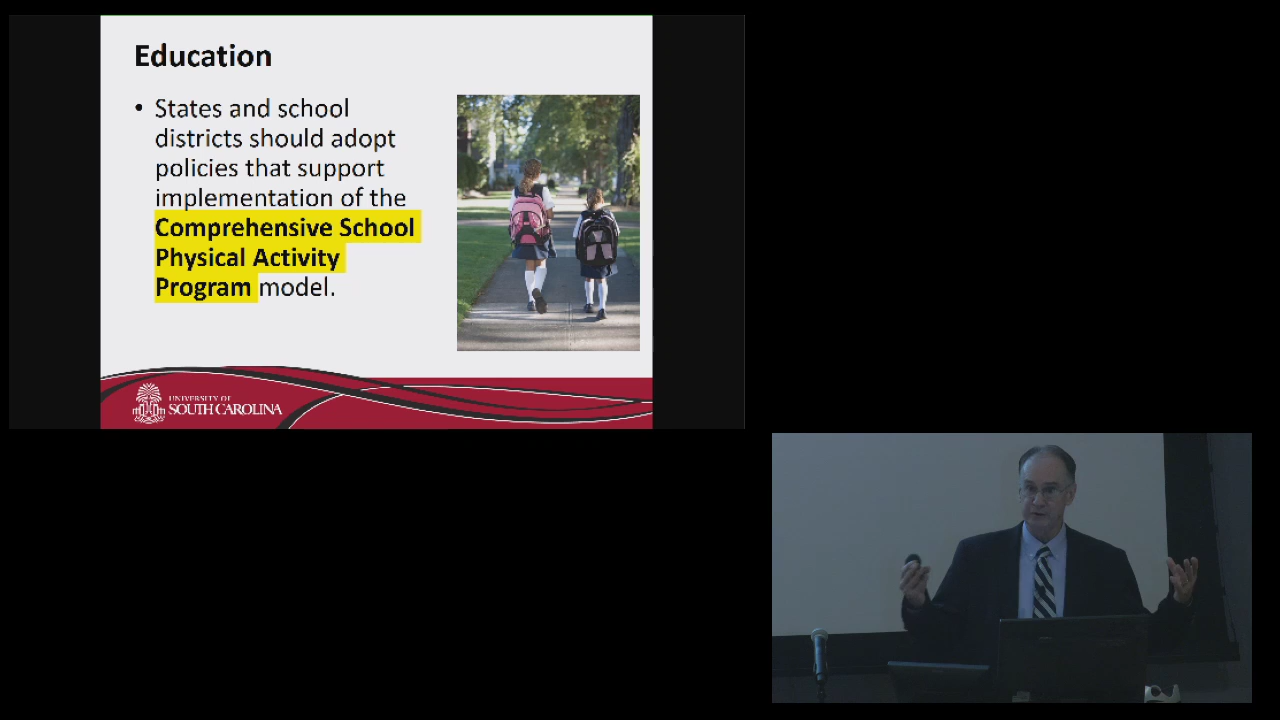 Education
• States and school
districts should adopt
policies that support
implementation of the
Comprehensive School
Physical Activity
Program model.
UNIVERSITY OF
SOUTH CAROLINA